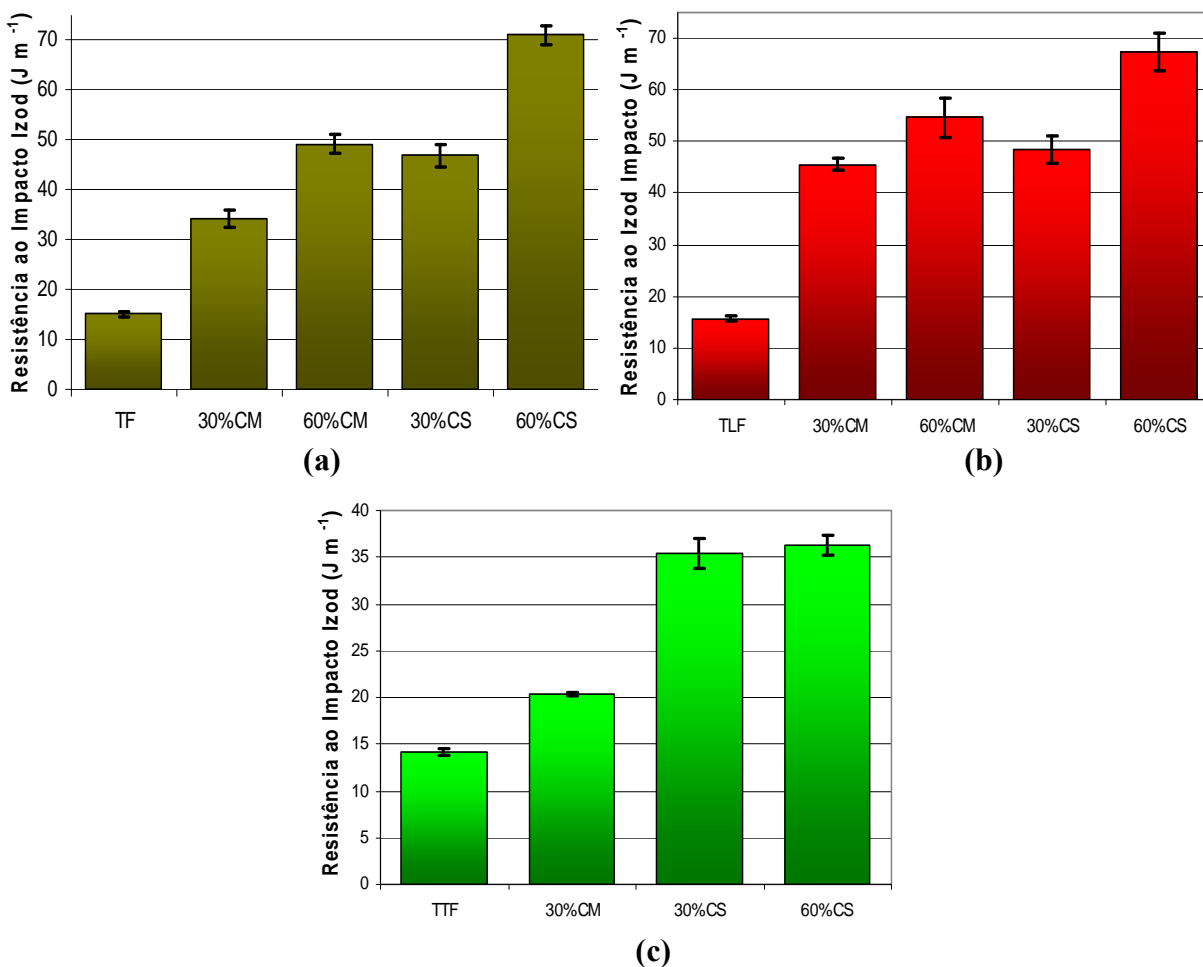 Resistência ao Impacto Izod (J m -1)
70
60
50
40
30
20
10
0
TF 30%CM 60%CM 30%CS 60%CS
(a)
Resistência ao Izod Impacto (J m -1)
70
60
50
40
30
20
10
0
TLF 30%CM 60%CM 30%CS 60%CS
(b)
Resistência ao Impacto Izod (J m -1)
40
35
30
25
20
15
10
5
0
TTF 30%CM 30%CS 60%CS
(c)